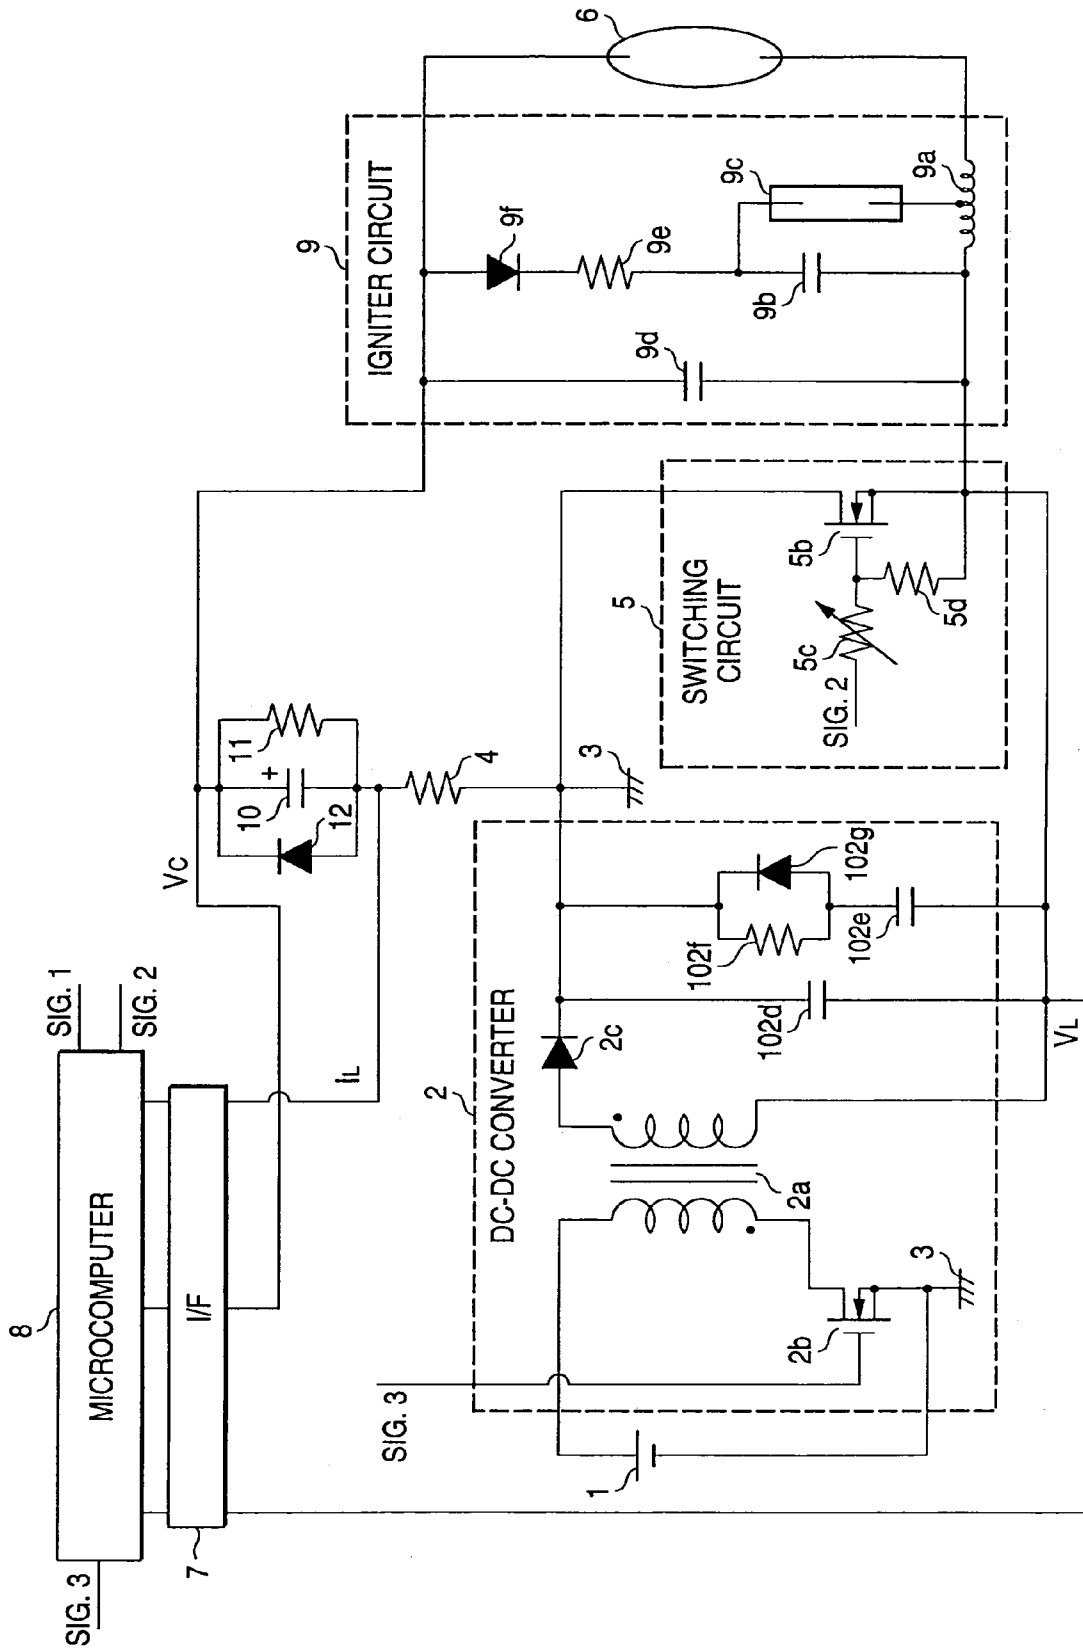 SIG. 3
8
MICROCOMPUTER
SIG. 1
SIG. 2
7
I/F
IL
VC
10
+
11
12
4
3
SIG. 3
1
2
DC-DC CONVERTER
2a
2b
3
2c
102d
102e
102f
102g
VL
5
SWITCHING
CIRCUIT
SIG. 2
5c
5d
5b
9
IGNITER CIRCUIT
9d
9f
9e
9b
9c
9a
6